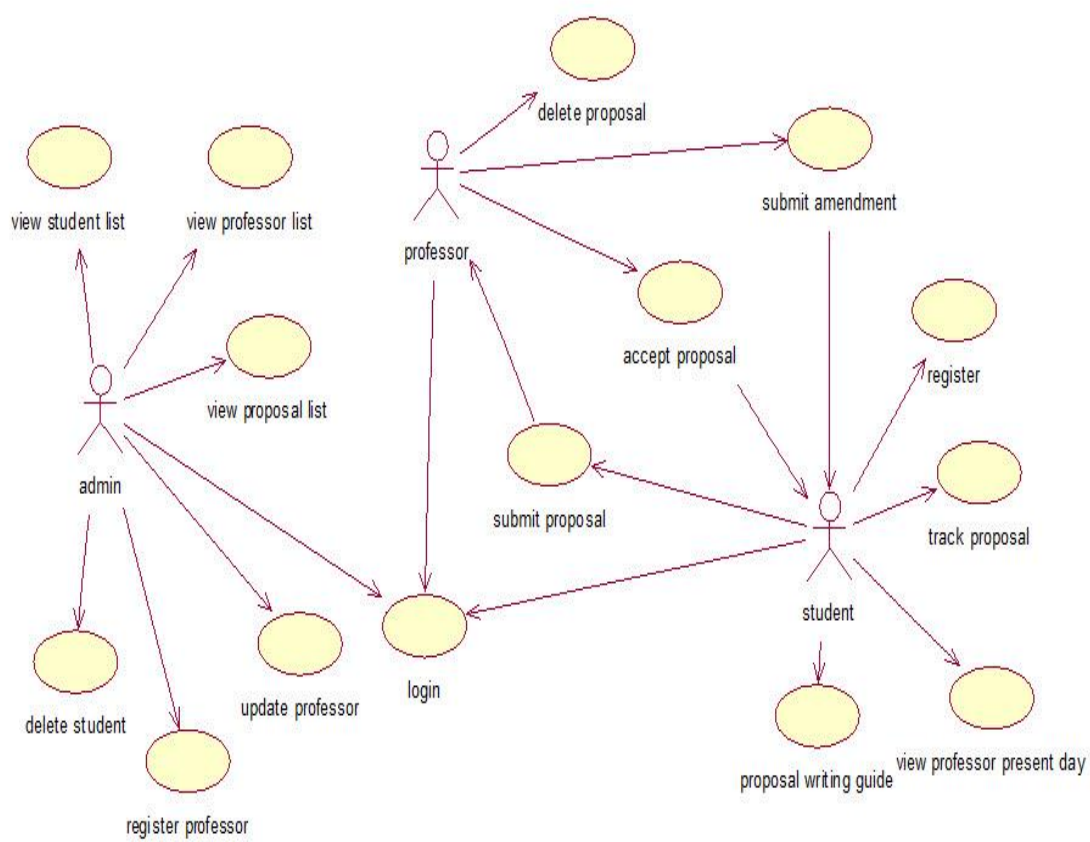 delete proposal
submit amendment
view student list
view professor list
professor
accept proposal
register
view proposal list
admin
submit proposal
track proposal
student
login
update professor
delete student
view professor present day
proposal writing guide
register professor